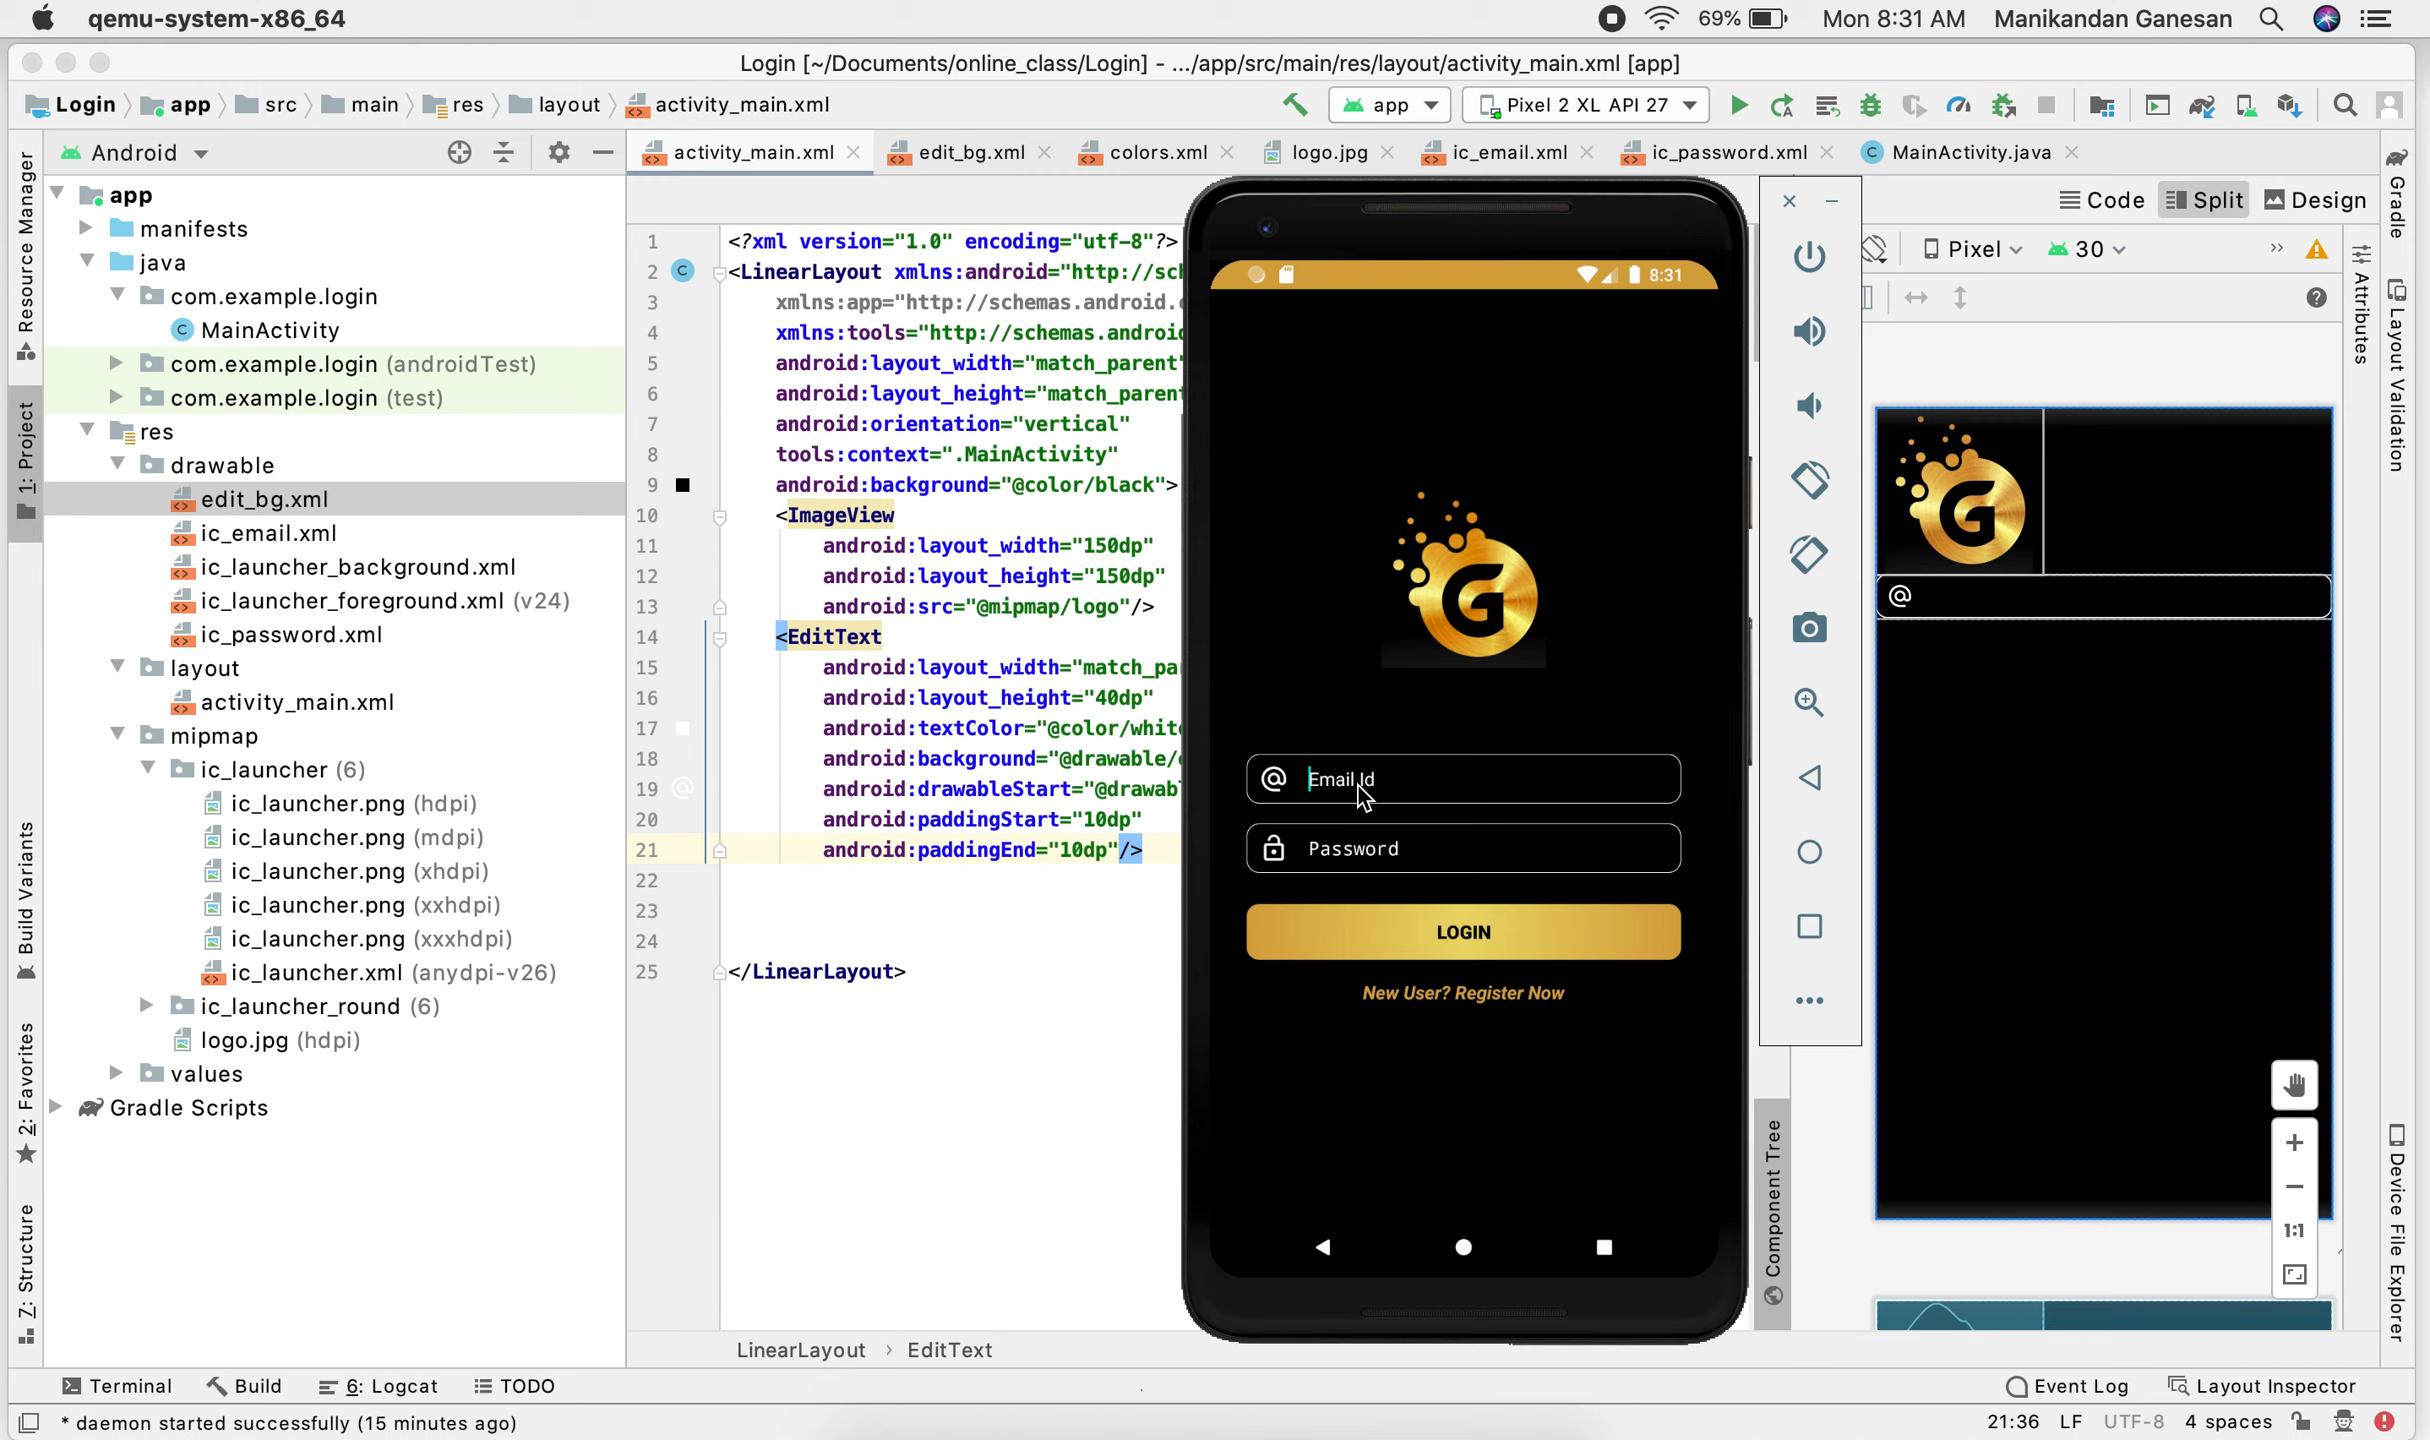 qemu-system-x86_64
69%
Mon 8:31 AM
Manikandan Ganesan
Login [~/Documents/online_class/Login] - .../app/src/main/res/layout/activity_main.xml [app]
Login
app
src
main
res
layout
activity_main.xml
app
Pixel 2 XL API 27
Android
activity_main.xml
edit_bg.xml
colors.xml
logo.jpg
ic_email.xml
ic_password.xml
MainActivity.java
Resource Manager
1: Project
Build Variants
2: Favorites
Z: Structure
app
manifests
java
com.example.login
MainActivity
com.example.login (androidTest)
com.example.login (test)
res
drawable
edit_bg.xml
ic_email.xml
ic_launcher_background.xml
ic_launcher_foreground.xml (v24)
ic_password.xml
layout
activity_main.xml
mipmap
ic_launcher (6)
ic_launcher.png (hdpi)
ic_launcher.png (mdpi)
ic_launcher.png (xhdpi)
ic_launcher.png (xxhdpi)
ic_launcher.png (xxxhdpi)
ic_launcher.xml (anydpi-v26)
ic_launcher_round (6)
logo.jpg (hdpi)
values
Gradle Scripts
1 <?xml version="1.0" encoding="utf-8"?>
2 <LinearLayout xmlns:android="http://sc
3 xmlns:app="http://schemas.android.
4 xmlns:tools="http://schemas.android
5 android:layout_width="match_parent"
6 android:layout_height="match_paren
7 android:orientation="vertical"
8 tools:context=".MainActivity"
9 android:background="@color/black">
10 <ImageView
11 android:layout_width="150dp"
12 android:layout_height="150dp"
13 android:src="@mipmap/logo"/>
14 <EditText
15 android:layout_width="match_pa
16 android:layout_height="40dp"
17 android:textColor="@color/whit
18 android:background="@drawable/
19 android:drawableStart="@drawab
20 android:paddingStart="10dp"
21 android:paddingEnd="10dp"/>
22
23
24
25 </LinearLayout>
8:31
G
@ Email Id
Password
LOGIN
New User? Register Now
Code
Split
Design
Pixel
30
G
@
1:1
Component Tree
Gradle
Attributes
Layout Validation
Device File Explorer
LinearLayout › EditText
Terminal
Build
6: Logcat
TODO
Event Log
Layout Inspector
* daemon started successfully (15 minutes ago)
21:36
LF
UTF-8
4 spaces